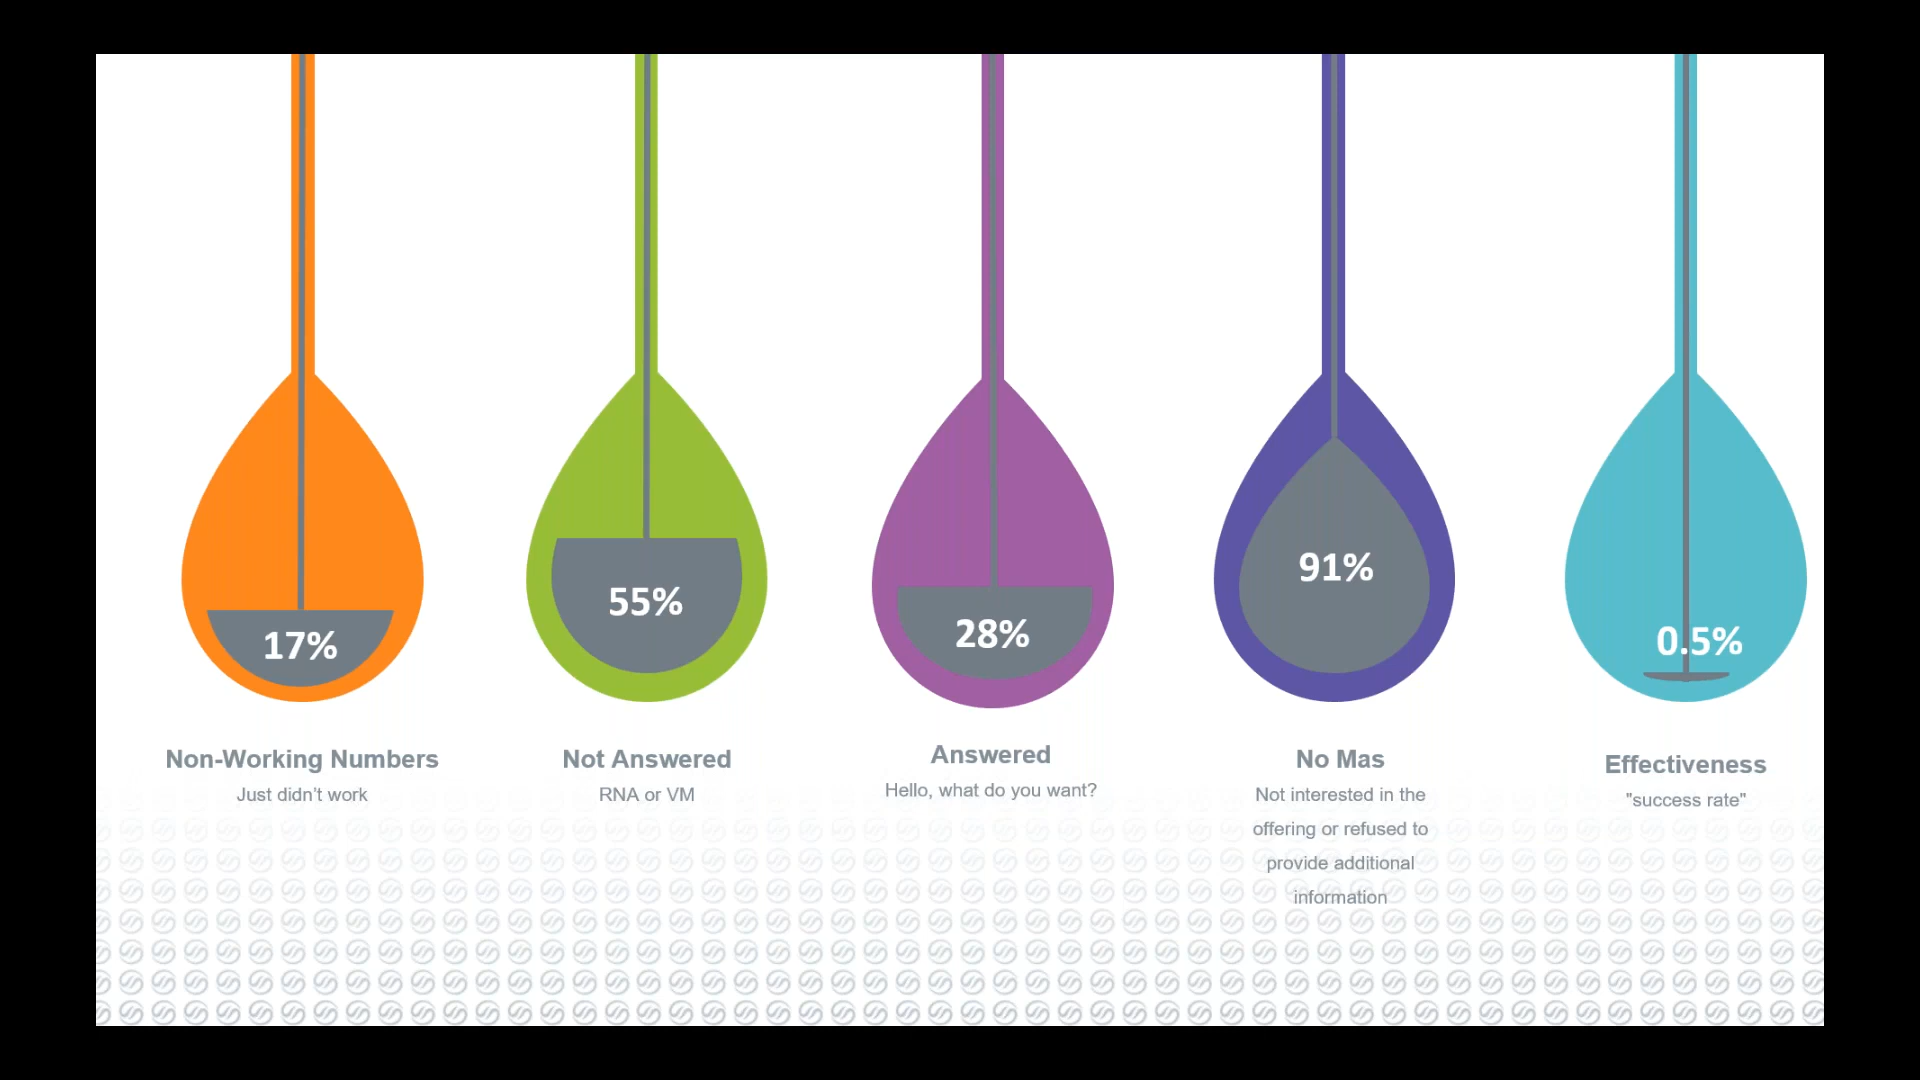 17%
55%
28%
91%
0.5%
Non-Working Numbers
Just didn't work
Not Answered
RNA or VM
Answered
Hello, what do you want?
No Mas
Not interested in the
offering or refused to
provide additional
information
Effectiveness
"success rate"